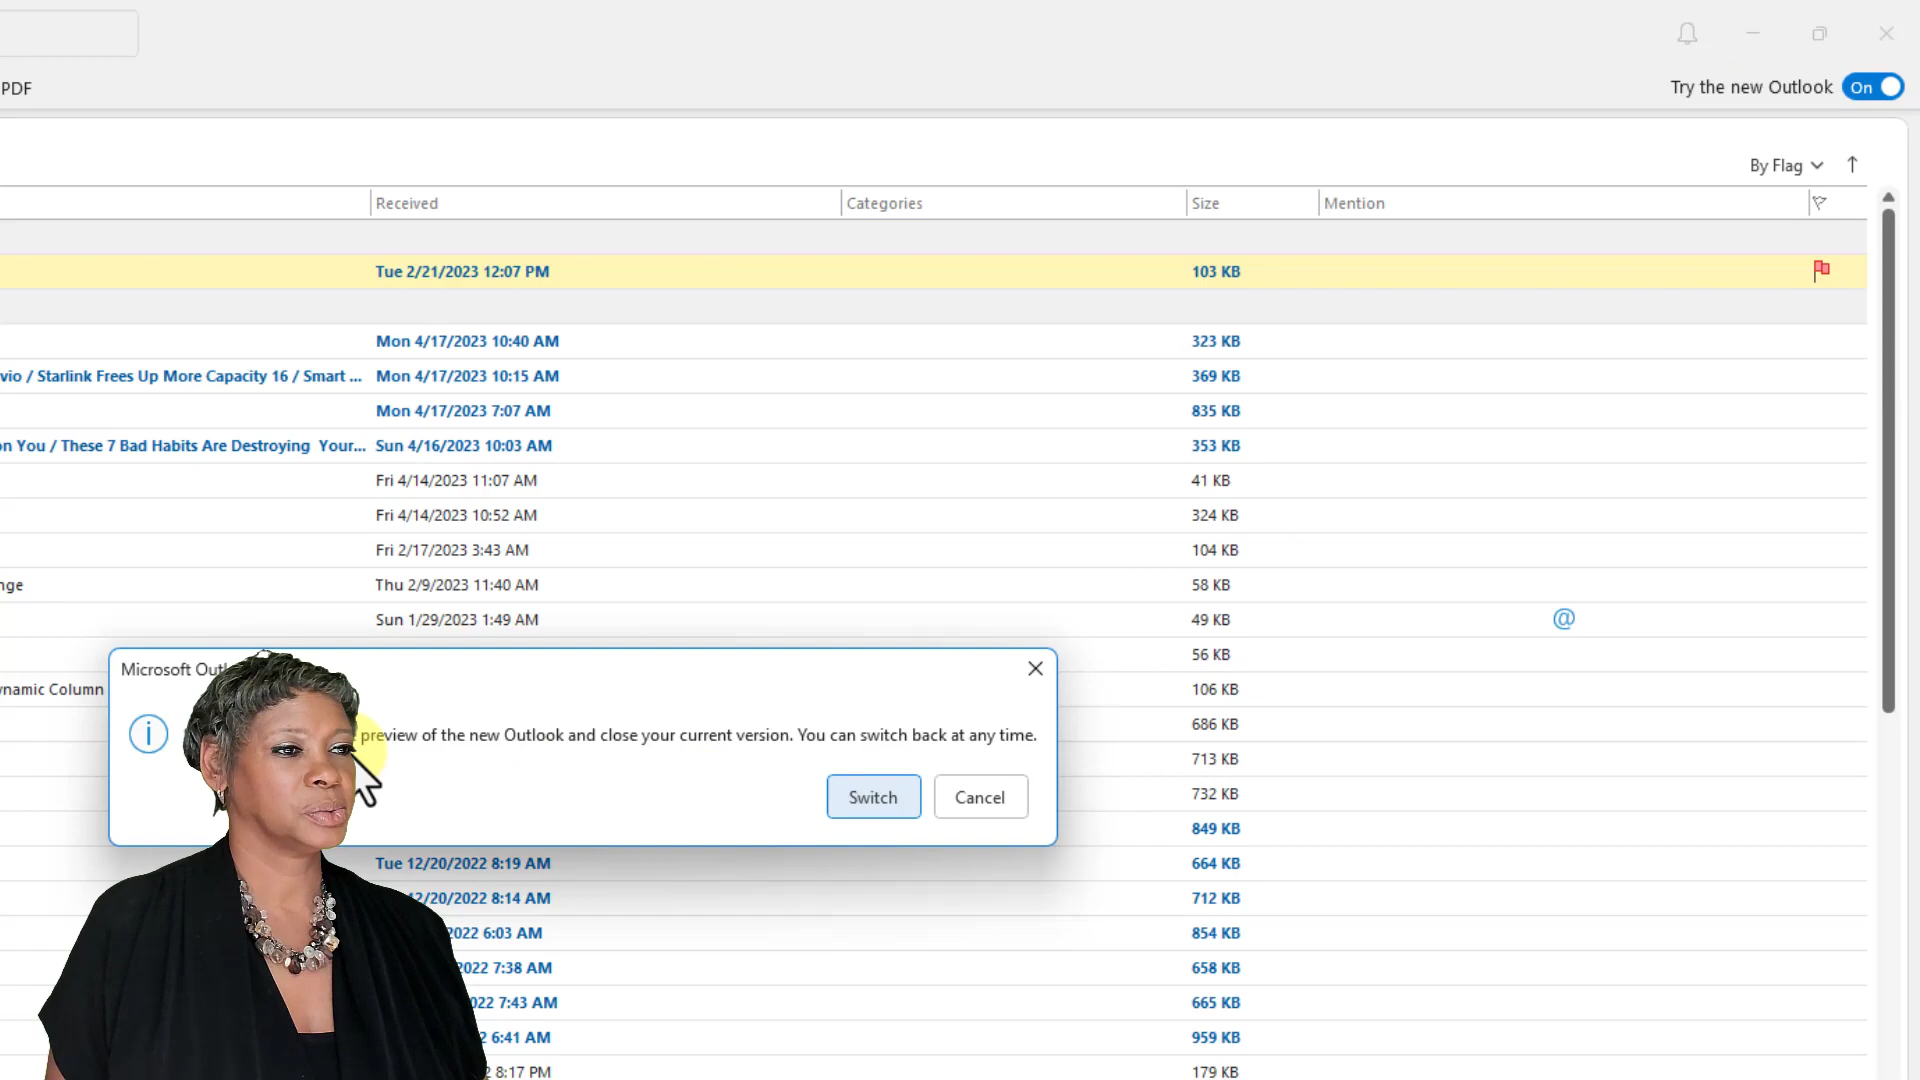 PDF
Try the new Outlook On
By Flag
Received Categories Size Mention
Tue 2/21/2023 12:07 PM 103 KB
Mon 4/17/2023 10:40 AM 323 KB
vio / Starlink Frees Up More Capacity 16 / Smart ... Mon 4/17/2023 10:15 AM 369 KB
Mon 4/17/2023 7:07 AM 835 KB
on You / These 7 Bad Habits Are Destroying Your... Sun 4/16/2023 10:03 AM 353 KB
Fri 4/14/2023 11:07 AM 41 KB
Fri 4/14/2023 10:52 AM 324 KB
Fri 2/17/2023 3:43 AM 104 KB
nge Thu 2/9/2023 11:40 AM 58 KB
Sun 1/29/2023 1:49 AM 49 KB @
56 KB
Microsoft Outl
ynamic Column 106 KB
686 KB
preview of the new Outlook and close your current version. You can switch back at any time.
713 KB
Switch Cancel 732 KB
849 KB
Tue 12/20/2022 8:19 AM 664 KB
12/20/2022 8:14 AM 712 KB
2022 6:03 AM 854 KB
2022 7:38 AM 658 KB
022 7:43 AM 665 KB
2 6:41 AM 959 KB
2 8:17 PM 179 KB